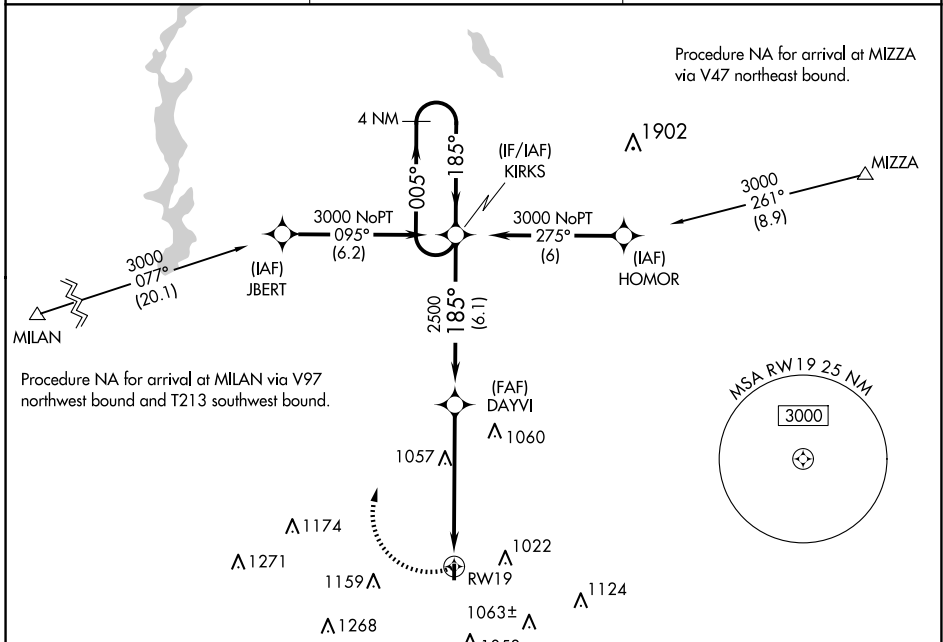 Procedure NA for arrival at MIZZA
via V47 northeast bound.
4 NM
005°
185°
(IF/IAF)
KIRKS
1902
MIZZA
3000
261°
(8.9)
3000 NoPT
095°
(6.2)
3000 NoPT
275°
(6)
(IAF)
JBERT
(IAF)
HOMOR
3000
077°
(20.1)
MILAN
2500
185°
(6.1)
Procedure NA for arrival at MILAN via V97
northwest bound and T213 southwest bound.
(FAF)
DAYVI
MSA RW19 25 NM
3000
1060
1057
1174
1271
1022
RW19
1159
1124
1063±
1268